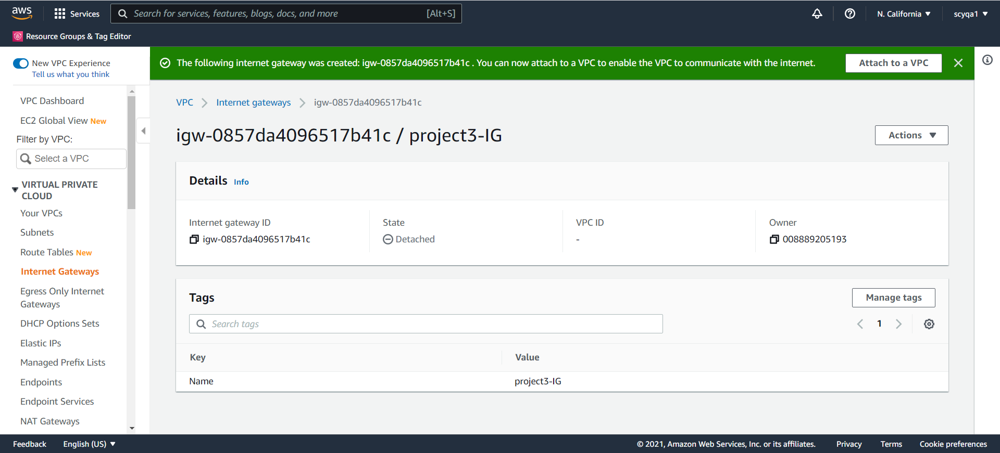 aws
Services
Search for services, features, blogs, docs, and more [Alt+S]
N. California
scyqa1
Resource Groups & Tag Editor
New VPC Experience
Tell us what you think
VPC Dashboard
EC2 Global View New
Filter by VPC:
Select a VPC
VIRTUAL PRIVATE
CLOUD
Your VPCs
Subnets
Route Tables New
Internet Gateways
Egress Only Internet
Gateways
DHCP Options Sets
Elastic IPs
Managed Prefix Lists
Endpoints
Endpoint Services
NAT Gateways
The following internet gateway was created: igw-0857da4096517b41c . You can now attach to a VPC to enable the VPC to communicate with the internet.
Attach to a VPC
VPC Internet gateways igw-0857da4096517b41c
igw-0857da4096517b41c / project3-IG
Actions
Details Info
Internet gateway ID
igw-0857da4096517b41c
State
Detached
VPC ID
-
Owner
008889205193
Tags
Manage tags
Search tags
1
Key Value
Name project3-IG
Feedback English (US)
© 2021, Amazon Web Services, Inc. or its affiliates. Privacy Terms Cookie preferences